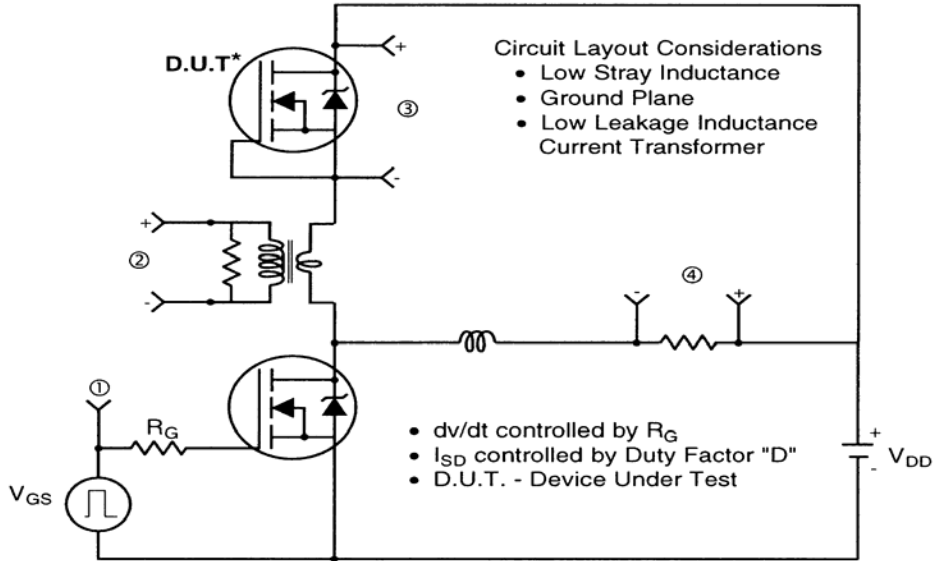 D.U.T*
+
③
-
Circuit Layout Considerations
• Low Stray Inductance
• Ground Plane
• Low Leakage Inductance
Current Transformer
+
②
-
-
④
+
①
RG
VGS
• dv/dt controlled by RG
• ISD controlled by Duty Factor "D"
• D.U.T. - Device Under Test
+
-
VDD